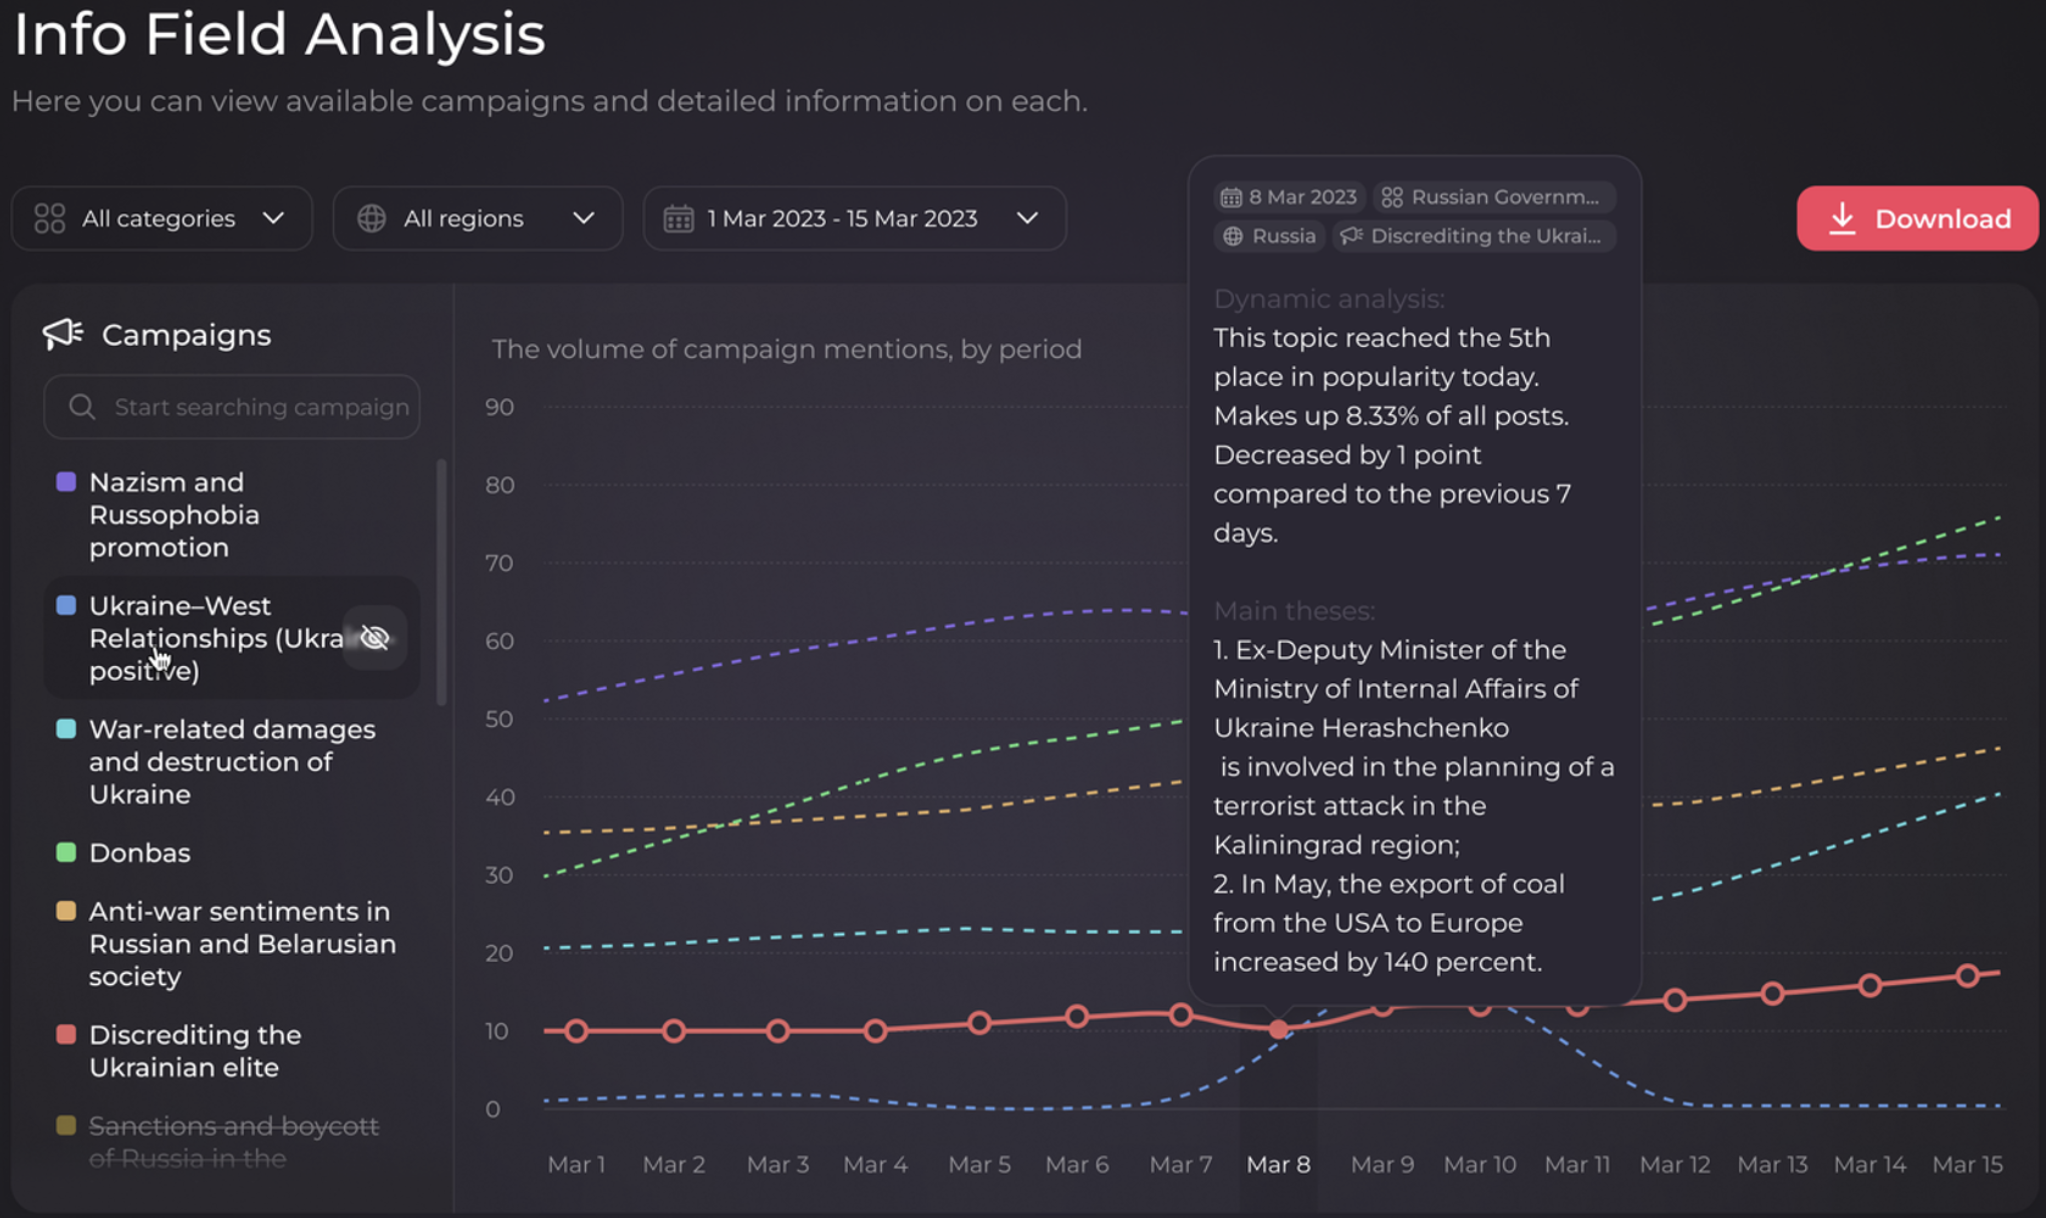 Info Field Analysis
Here you can view available campaigns and detailed information on each.
All categories
All regions
1 Mar 2023 - 15 Mar 2023
Download
8 Mar 2023
Russian Governm...
Russia
Discrediting the Ukrai...
Dynamic analysis:
This topic reached the 5th
place in popularity today.
Makes up 8.33% of all posts.
Decreased by 1 point
compared to the previous 7
days.
Main theses:
1. Ex-Deputy Minister of the
Ministry of Internal Affairs of
Ukraine Herashchenko
is involved in the planning of a
terrorist attack in the
Kaliningrad region;
2. In May, the export of coal
from the USA to Europe
increased by 140 percent.
Campaigns
Start searching campaign
Nazism and
Russophobia
promotion
Ukraine–West
Relationships (Ukra
positive)
War-related damages
and destruction of
Ukraine
Donbas
Anti-war sentiments in
Russian and Belarusian
society
Discrediting the
Ukrainian elite
Sanctions and boycott
of Russia in the
The volume of campaign mentions, by period
90
80
70
60
50
40
30
20
10
0
Mar 1 Mar 2 Mar 3 Mar 4 Mar 5 Mar 6 Mar 7 Mar 8 Mar 9 Mar 10 Mar 11 Mar 12 Mar 13 Mar 14 Mar 15